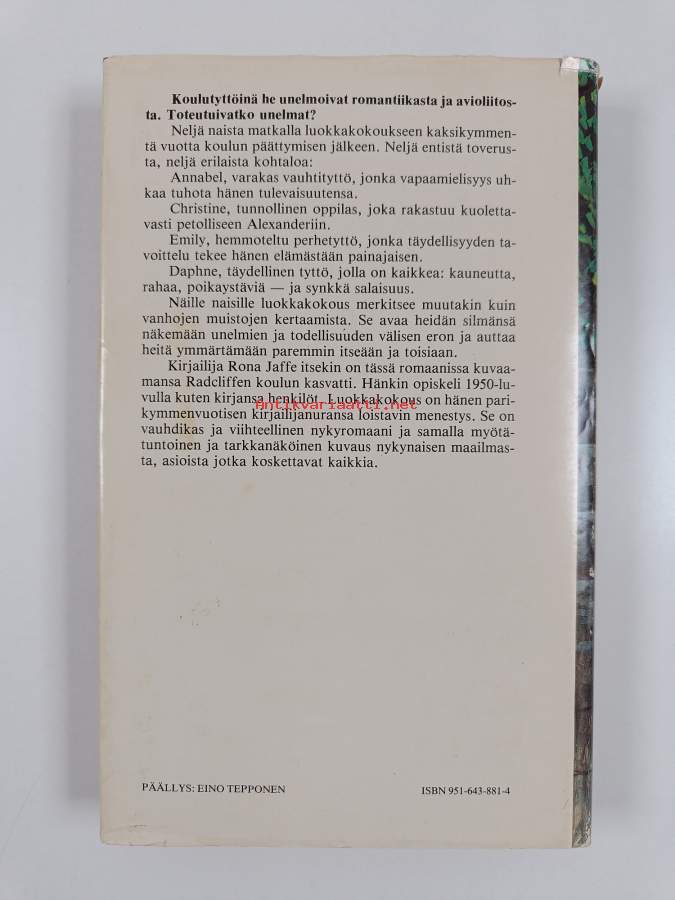 Koulutyttöinä he unelmoivat romantiikasta ja avioliitos-
ta. Toteutuivatko unelmat?
Neljä naista matkalla luokkakokoukseen kaksikymmen-
tä vuotta koulun päättymisen jälkeen. Neljä entistä toverus-
ta, neljä erilaista kohtaloa:
Annabel, varakas vauhtityttö, jonka vapaamielisyys uh-
kaa tuhota hänen tulevaisuutensa.
Christine, tunnollinen oppilas, joka rakastuu kuoletta-
vasti petolliseen Alexanderiin.
Emily, hemmoteltu perhetyttö, jonka täydellisyyden ta-
voittelu tekee hänen elämästään painajaisen.
Daphne, täydellinen tyttö, jolla on kaikkea: kauneutta,
rahaa, poikaystäviä — ja synkkä salaisuus.
Näille naisille luokkakokous merkitsee muutakin kuin
vanhojen muistojen kertaamista. Se avaa heidän silmänsä
näkemään unelmien ja todellisuuden välisen eron ja auttaa
heitä ymmärtämään paremmin itseään ja toisiaan.
Kirjailija Rona Jaffe itsekin on tässä romaanissa kuvaa-
mansa Radcliffen koulun kasvatti. Hänkin opiskeli 1950-lu-
vulla kuten kirjansa henkilöt. Luokkakokous on hänen pari-
Antikvariaatti.net
kymmenvuotisen kirjailijanuransa loistavin menestys. Se on
vauhdikas ja viihteellinen nykyromaani ja samalla myötä-
tuntoinen ja tarkkanäköinen kuvaus nykynaisen maailmas-
ta, asioista jotka koskettavat kaikkia.
PÄÄLLYS: EINO TEPPONEN
ISBN 951-643-881-4